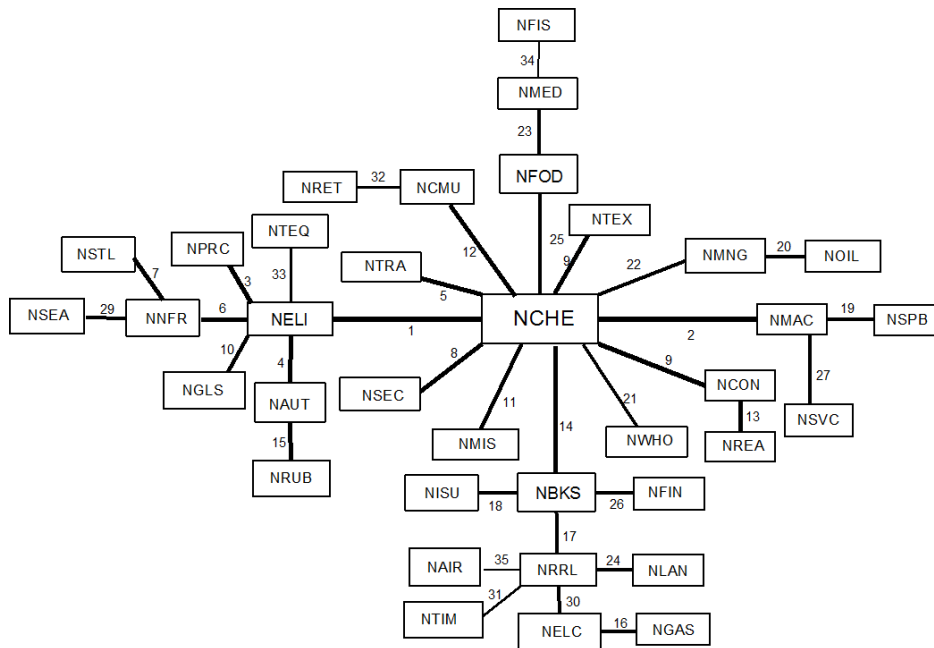 NFIS
34
NMED
23
NRET 32 NCMU NFOD
NTEX
NTEQ
NSTL NPRC 12 25 22 NMNG 20 NOIL
NTRA 9
7 3 33 5
NSEA 29 NNFR 6 NELI 1 NCHE 2 NMAC 19 NSPB
10 4 8 9 27
NGLS NAUT NSEC 11 21 NCON
NSVC
15 NMIS 14 NWHO 13
NREA
NRUB
NISU 18 NBKS 26 NFIN
17
NAIR 35 NRRL 24 NLAN
31 30
NTIM
NELC 16 NGAS